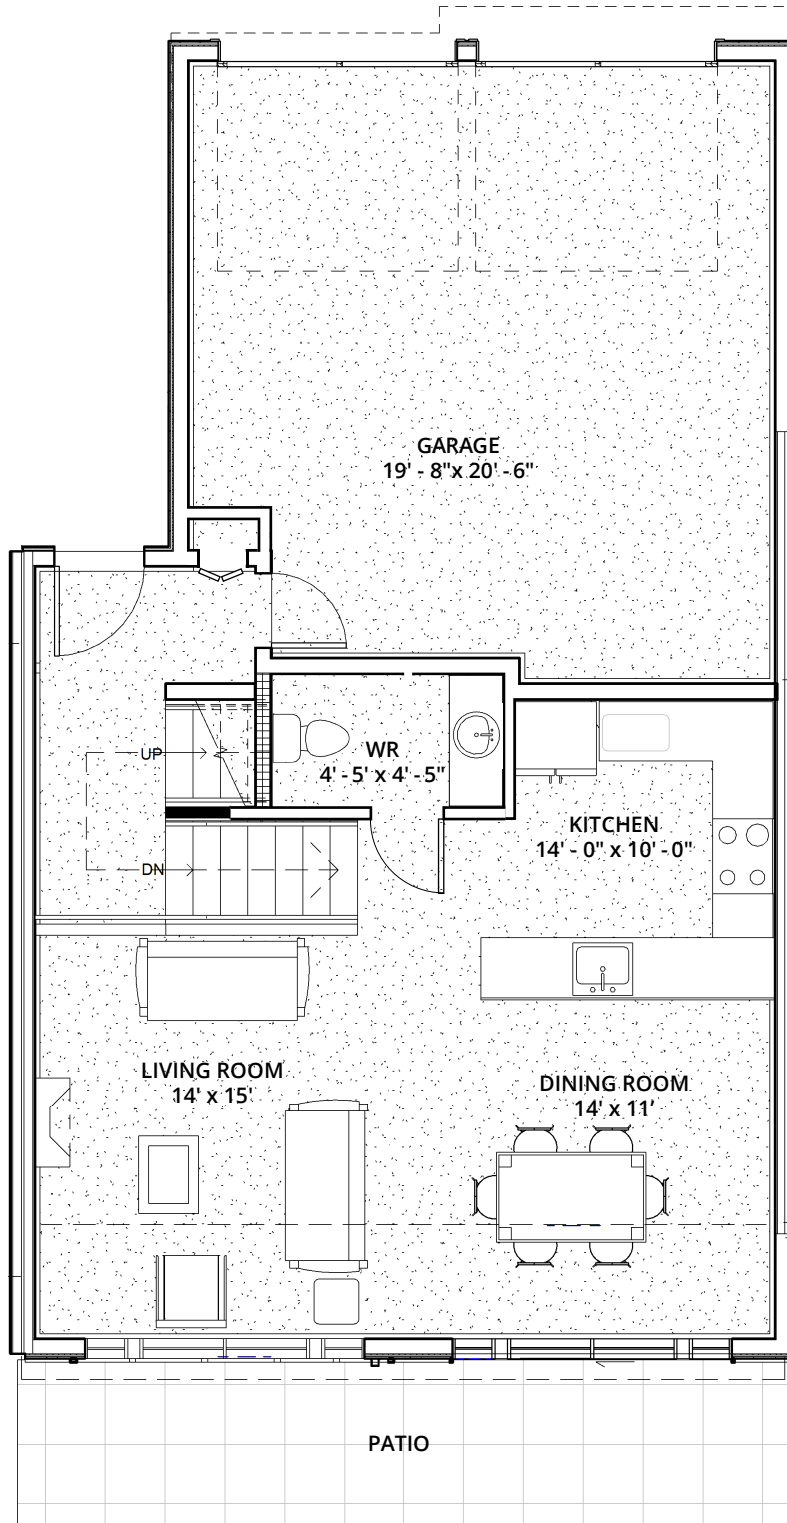 GARAGE
19' - 8"x 20' - 6"
UP
WR
4' - 5' x 4' - 5"
KITCHEN
14' - 0" x 10' - 0"
DN
LIVING ROOM
14' x 15'
DINING ROOM
14' x 11'
PATIO